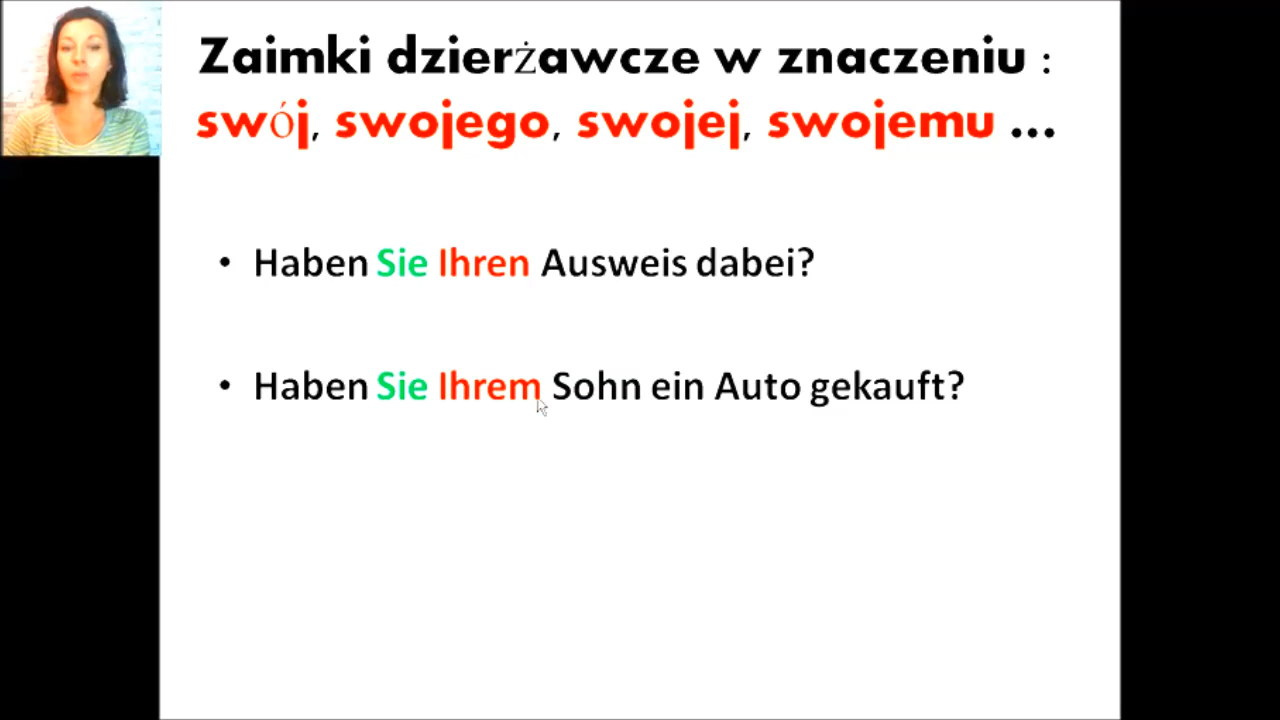 Zaimki dzierżawcze w znaczeniu :
swój, swojego, swojej, swojemu ...
• Haben Sie Ihren Ausweis dabei?
• Haben Sie Ihrem Sohn ein Auto gekauft?